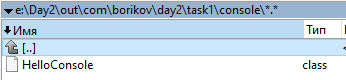 e:\Day2\out\com\borikov\day2\task1\console\*.*
Имя Тип
[..]
HelloConsole class